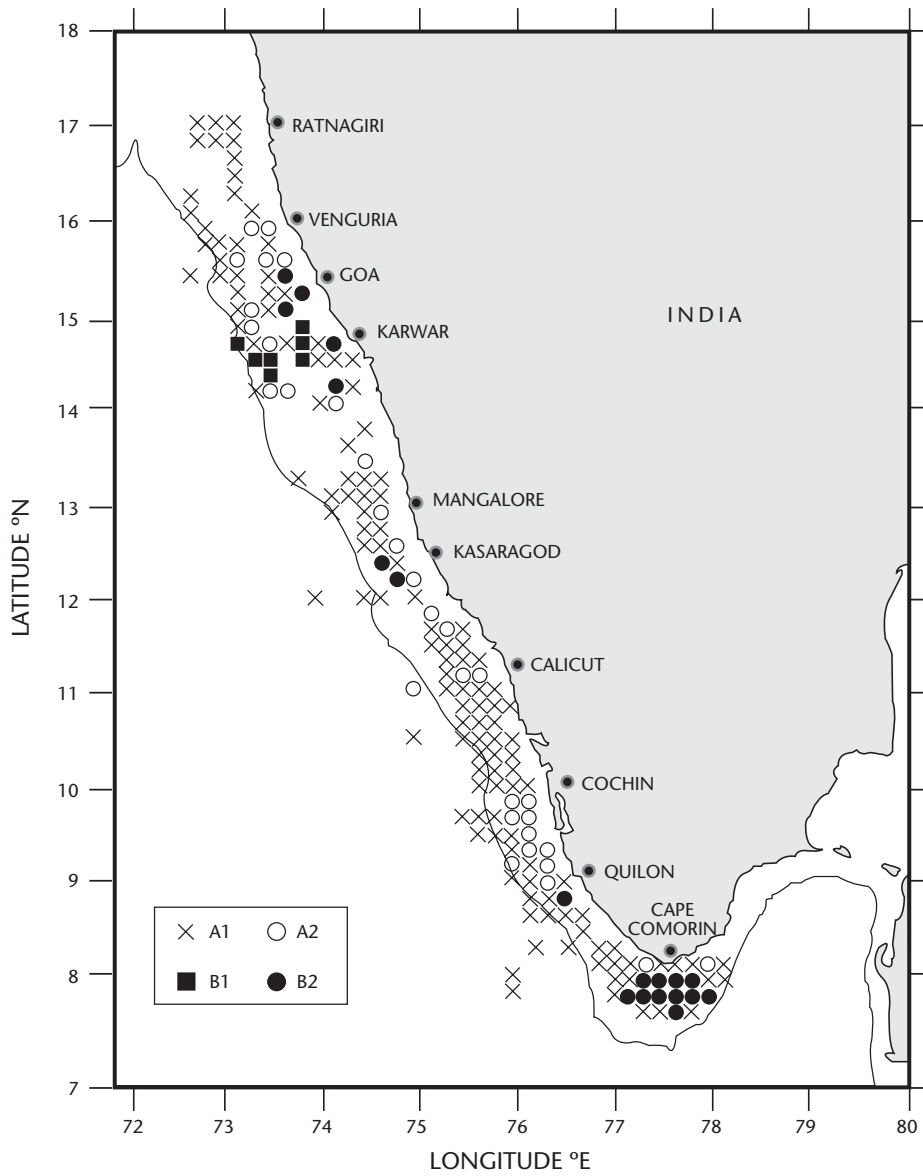 18
17
16
15
14
13
12
11
10
9
8
7
LATITUDE ºN
RATNAGIRI
VENGURIA
GOA
KARWAR
INDIA
MANGALORE
KASARAGOD
CALICUT
COCHIN
QUILON
CAPE
COMORIN
A1
A2
B1
B2
72
73
74
75
76
77
78
79
80
LONGITUDE ºE